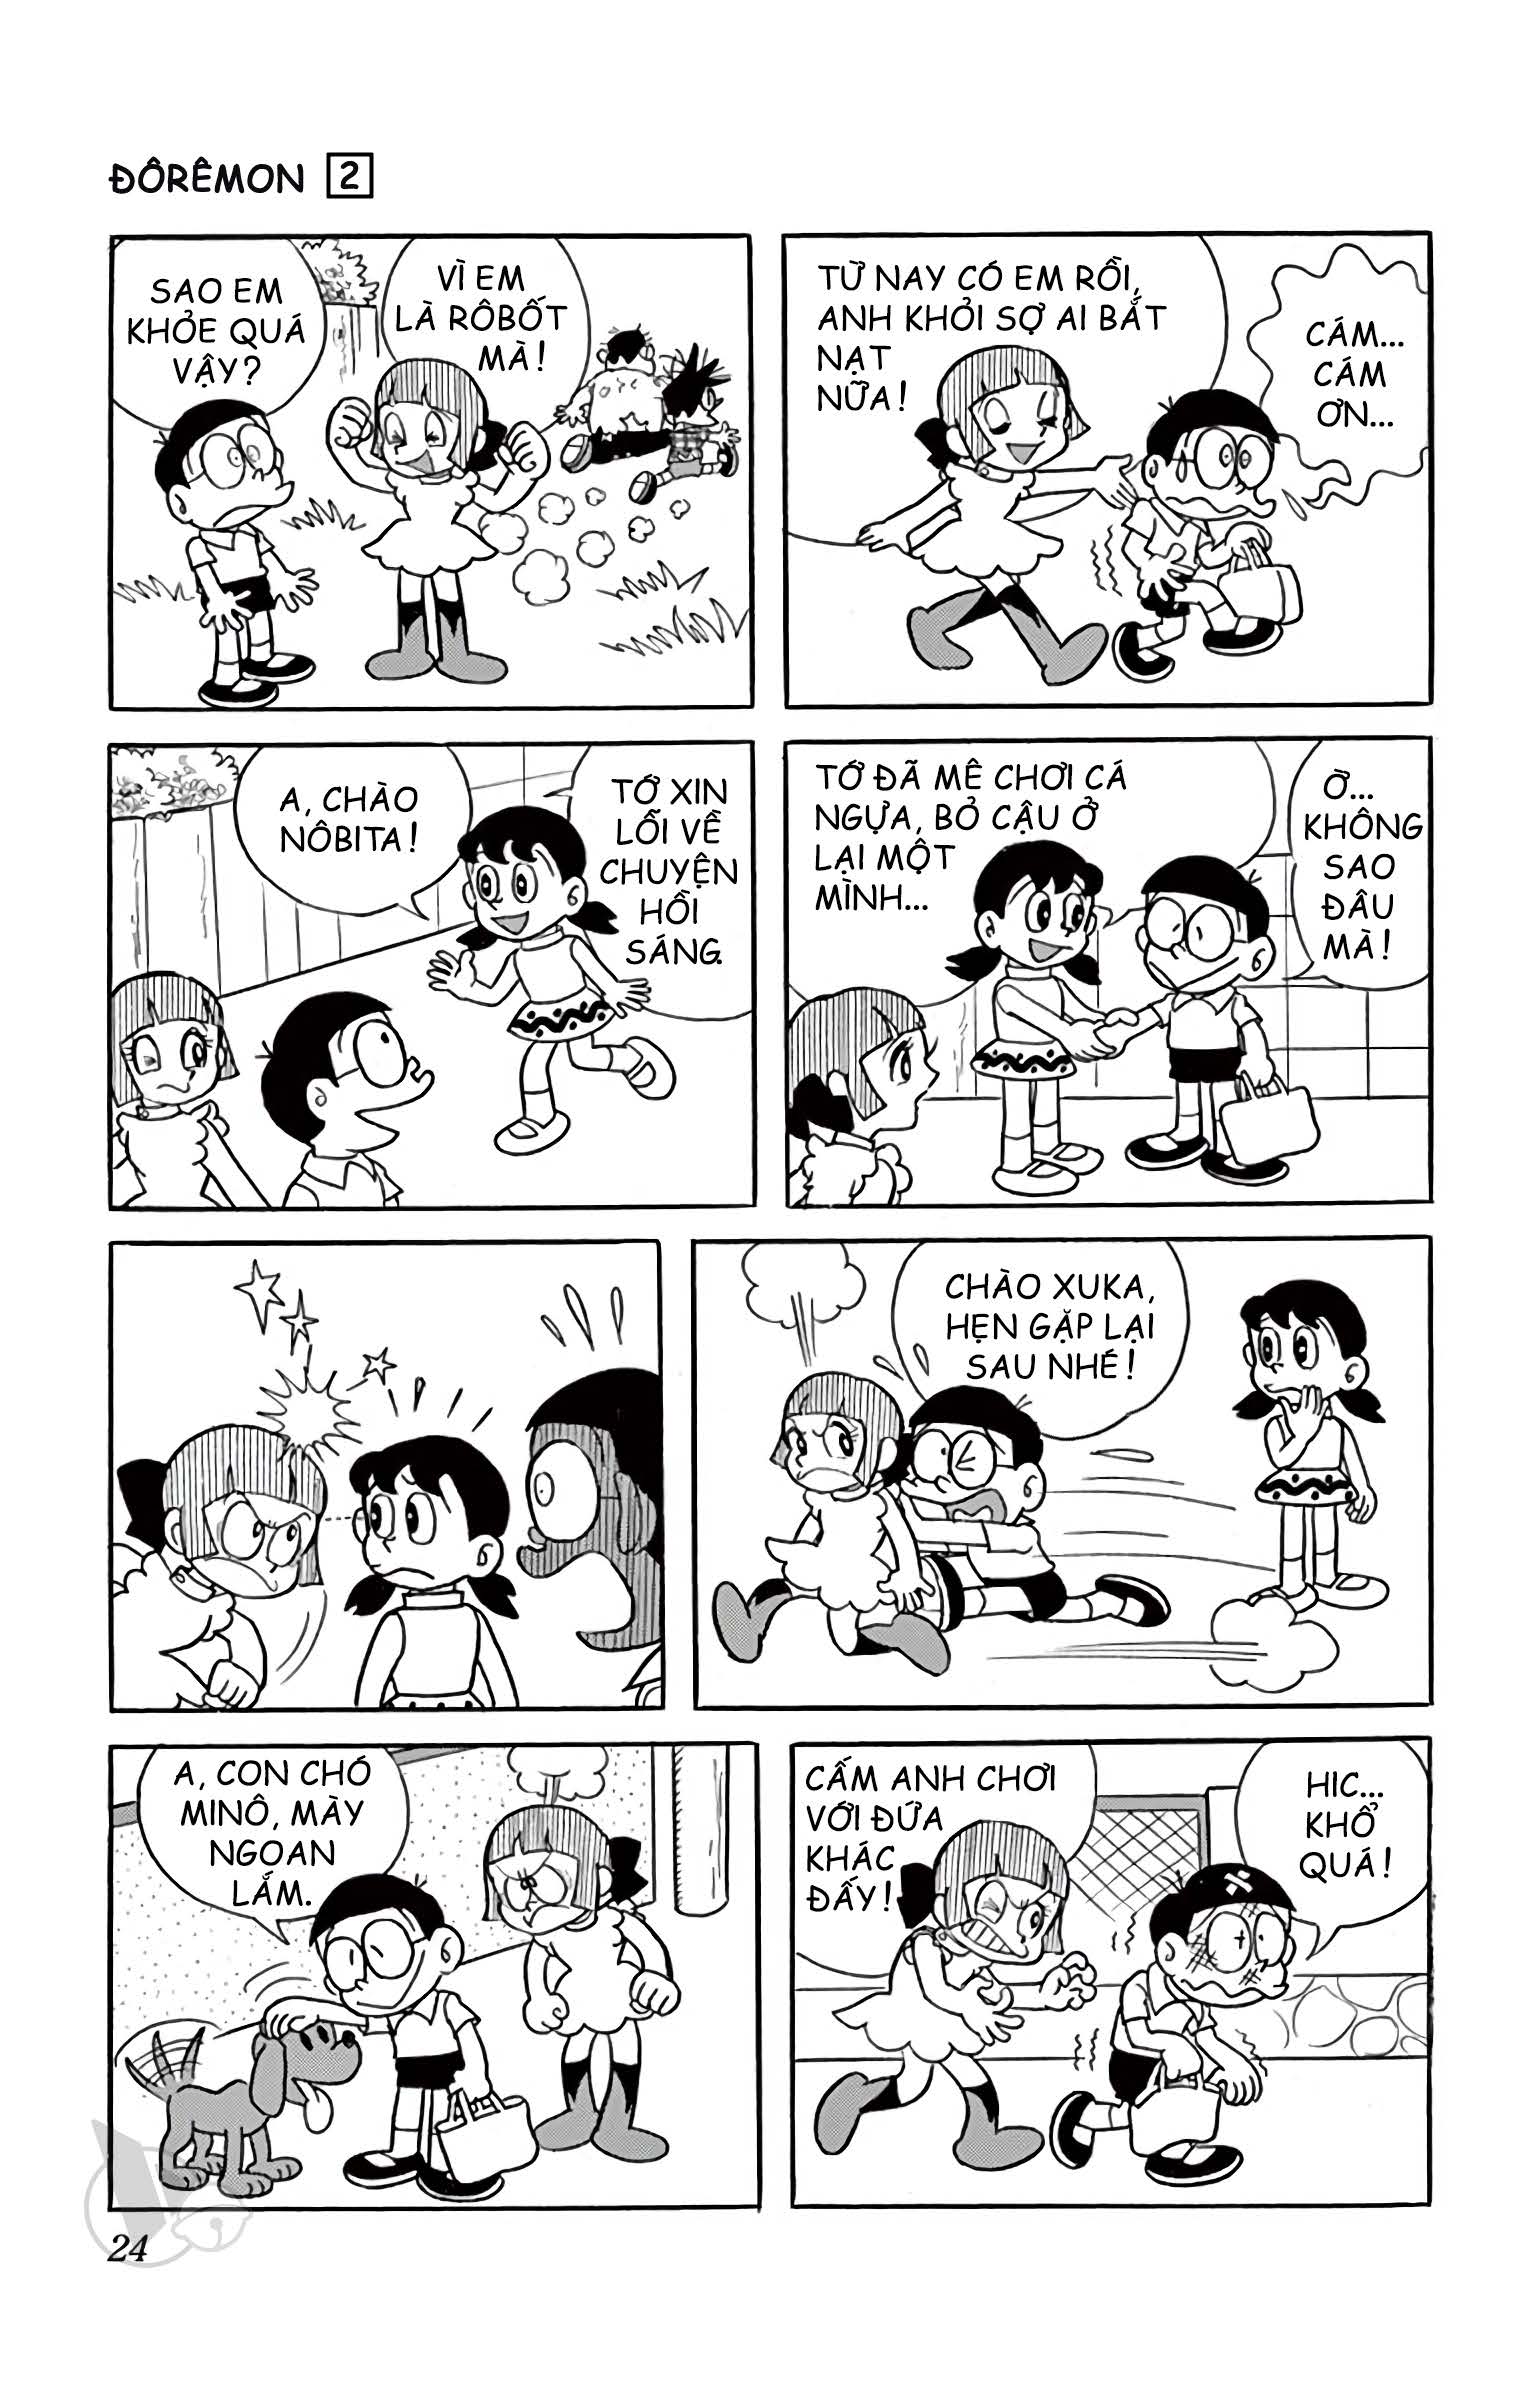 ĐÔRÊMON 2
SAO EM
KHỎE QUÁ
VẬY?
VÌ EM
LÀ RÔBỐT
MÀ!
TỪ NAY CÓ EM RỒI,
ANH KHỎI SỢ AI BẮT
NẠT
NỮA!
CÁM...
CÁM
ƠN...
A, CHÀO
NÔBITA!
TỚ XIN
LỖI VỀ
CHUYỆN
HỒI
SÁNG.
TỚ ĐÃ MÊ CHƠI CÁ
NGỰA, BỎ CẬU Ở
LẠI MỘT
MÌNH...
Ờ...
KHÔNG
SAO
ĐÂU
MÀ!
CHÀO XUKA,
HẸN GẶP LẠI
SAU NHÉ!
A, CON CHÓ
MINÔ, MÀY
NGOAN
LẮM.
CẤM ANH CHƠI
VỚI ĐỨA
KHÁC
ĐẤY!
HIC...
KHỔ
QUÁ!
24